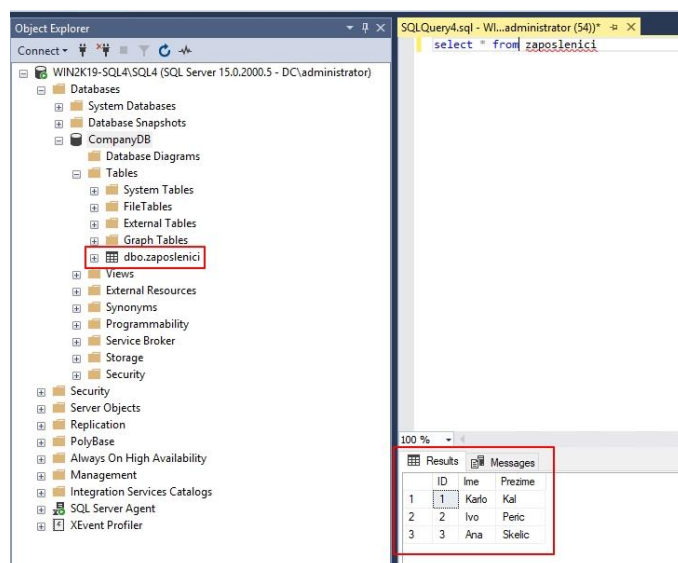 Object Explorer
Connect
WIN2K19-SQL4\SQL4 (SQL Server 15.0.2000.5 - DC\administrator)
Databases
System Databases
Database Snapshots
CompanyDB
Database Diagrams
Tables
System Tables
FileTables
External Tables
Graph Tables
dbo.zaposlenici
Views
External Resources
Synonyms
Programmability
Service Broker
Storage
Security
Security
Server Objects
Replication
PolyBase
Always On High Availability
Management
Integration Services Catalogs
SQL Server Agent
XEvent Profiler
SQLQuery4.sql - WI...administrator (54))*
select * from zaposlenici
100 %
Results Messages
ID Ime Prezime
1 1 Karlo Kal
2 2 Ivo Peric
3 3 Ana Skelic